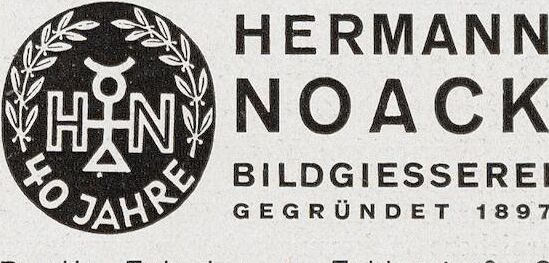 HN
40 JAHRE
HERMANN
NOACK
BILDGIESSEREI
GEGRÜNDET 1897